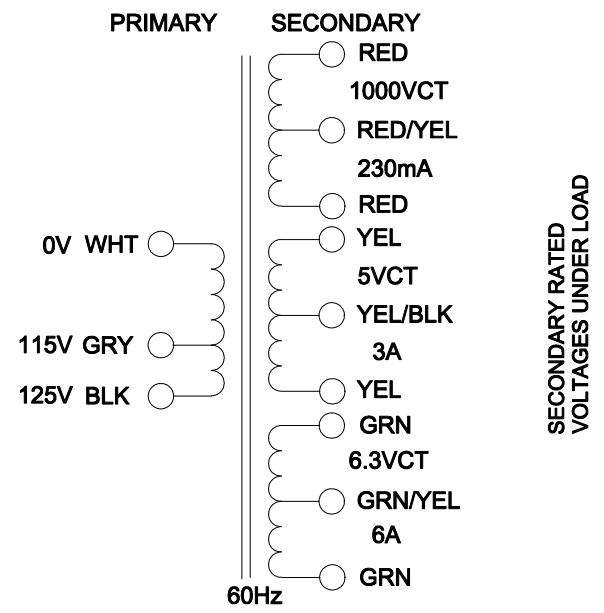 PRIMARY
SECONDARY
RED
1000VCT
RED/YEL
230mA
RED
0V WHT
115V GRY
125V BLK
YEL
5VCT
YEL/BLK
3A
YEL
GRN
6.3VCT
GRN/YEL
6A
GRN
60Hz
SECONDARY RATED
VOLTAGES UNDER LOAD